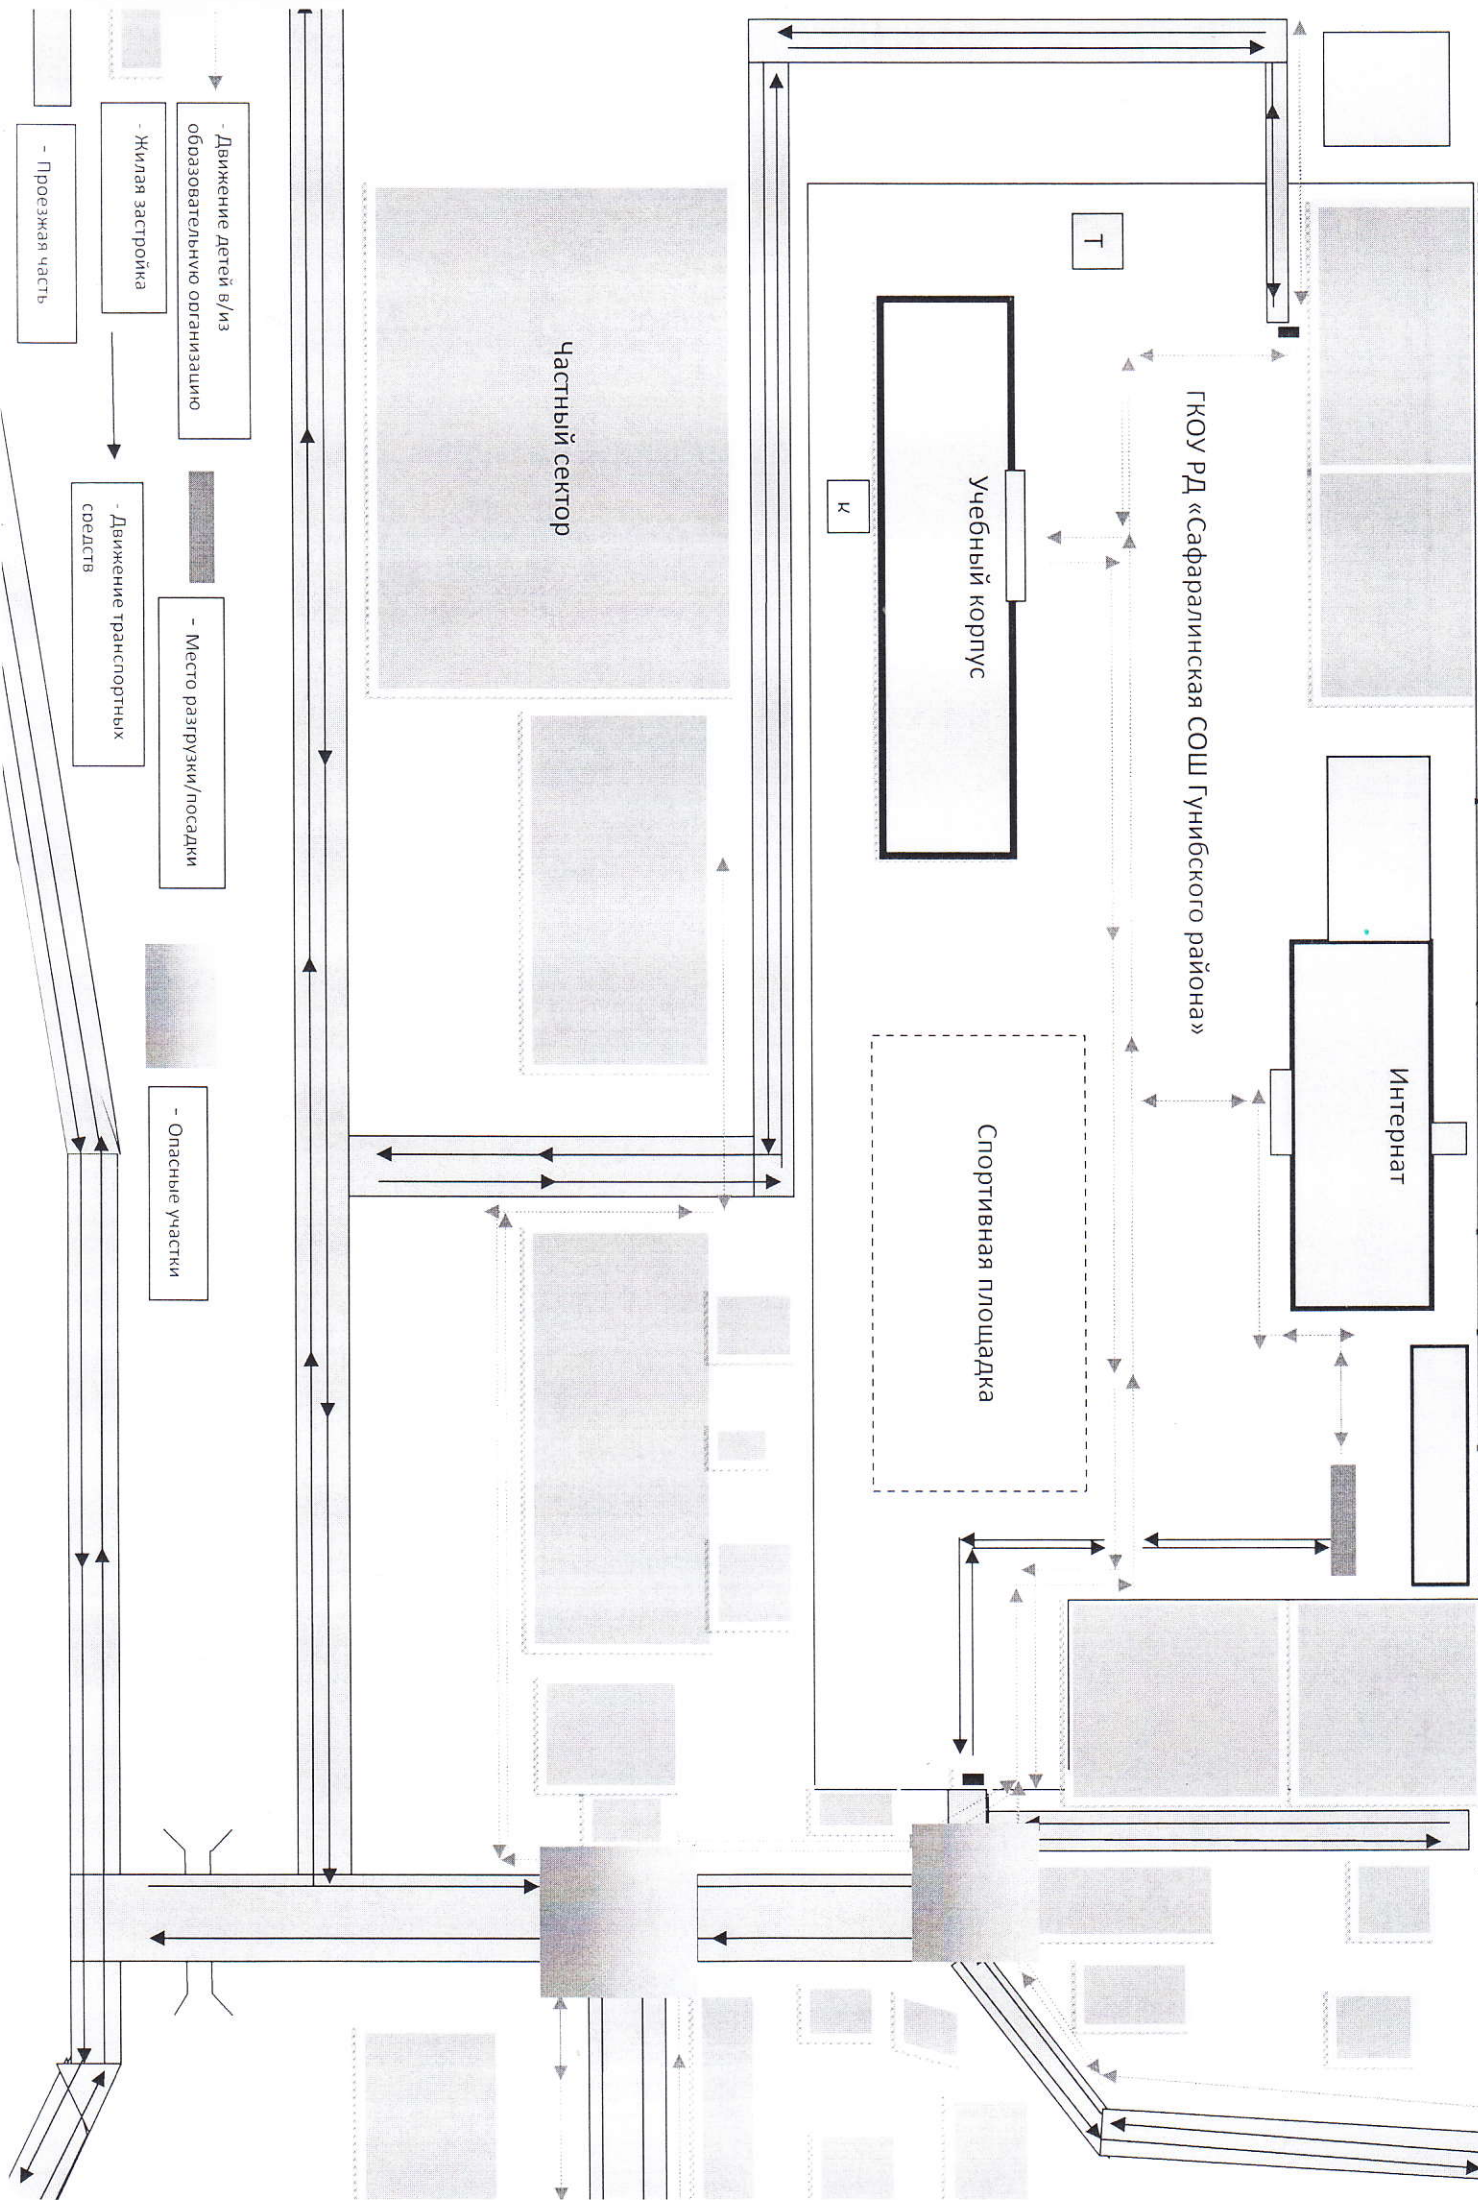 ГКОУ РД «Сафаралинская СОШ Гунибского района»
Интернат
Т
Учебный корпус
К
Спортивная площадка
Частный сектор
- Движение детей в/из
образовательную организацию
- Место разгрузки/посадки
- Опасные участки
- Жилая застройка
- Движение транспортных
средств
- Проезжая часть